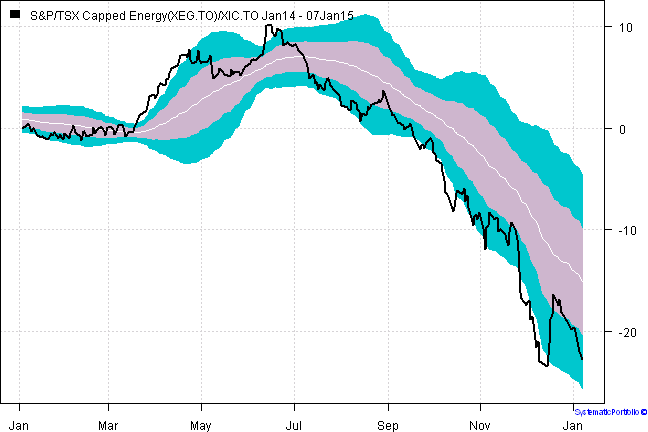 S&P/TSX Capped Energy(XEG.TO)/XIC.TO Jan14 - 07Jan15
10
0
-10
-20
Jan Mar May Jul Sep Nov Jan
SystematicPortfolio ©